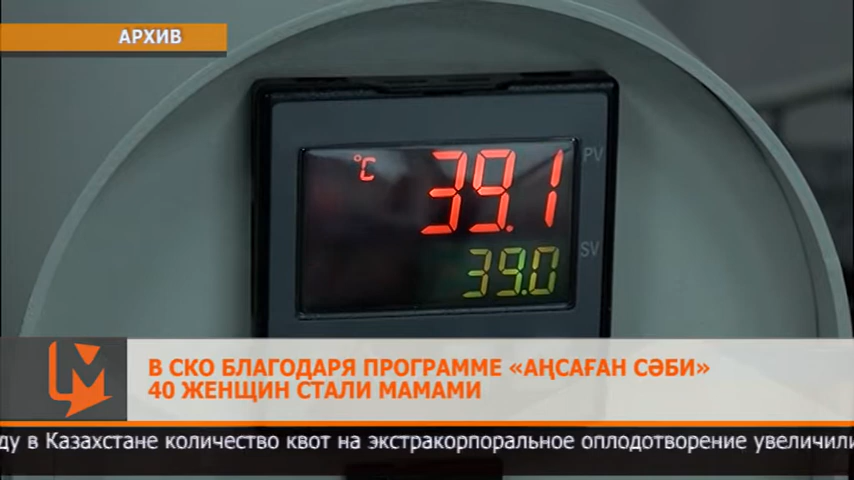 АРХИВ
°C 39.1 PV
39.0 SV
В СКО БЛАГОДАРЯ ПРОГРАММЕ «АҢСАҒАН СӘБИ»
40 ЖЕНЩИН СТАЛИ МАМАМИ
ду в Казахстане количество квот на экстракорпоральное оплодотворение увеличили